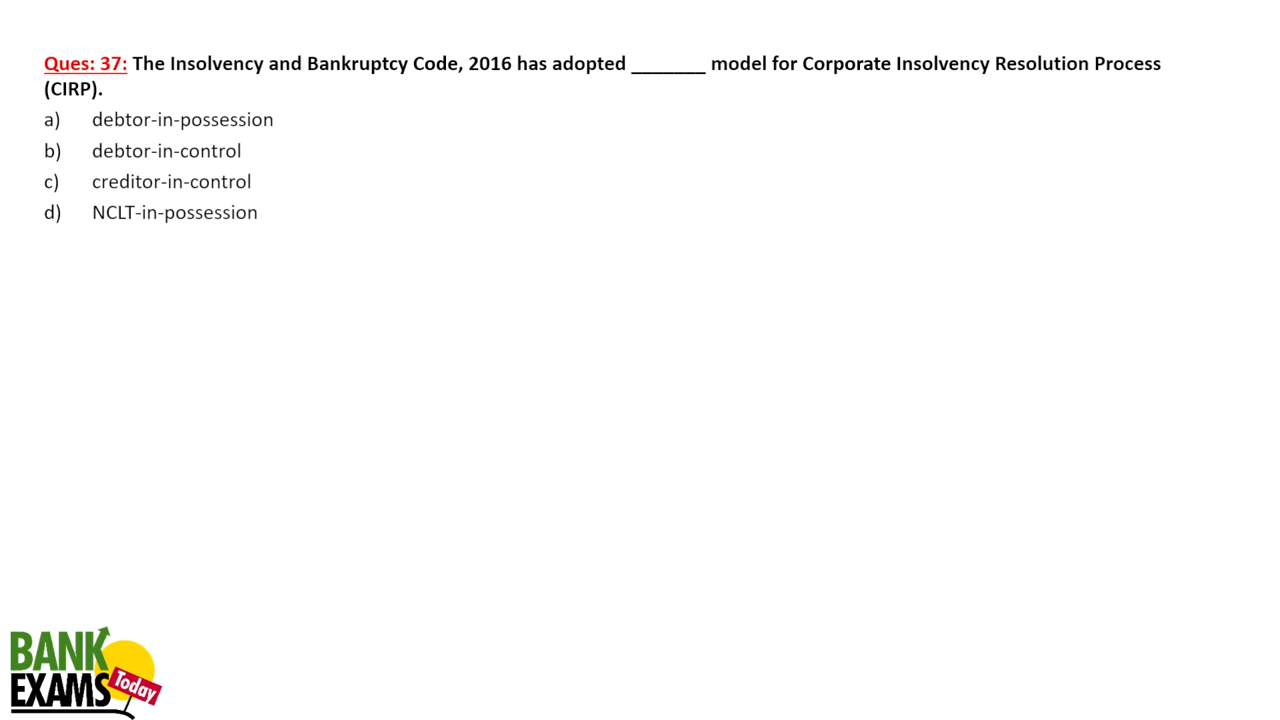 Ques: 37: The Insolvency and Bankruptcy Code, 2016 has adopted _______ model for Corporate Insolvency Resolution Process
(CIRP).
a) debtor-in-possession
b) debtor-in-control
c) creditor-in-control
d) NCLT-in-possession
BANK
EXAMS
Today